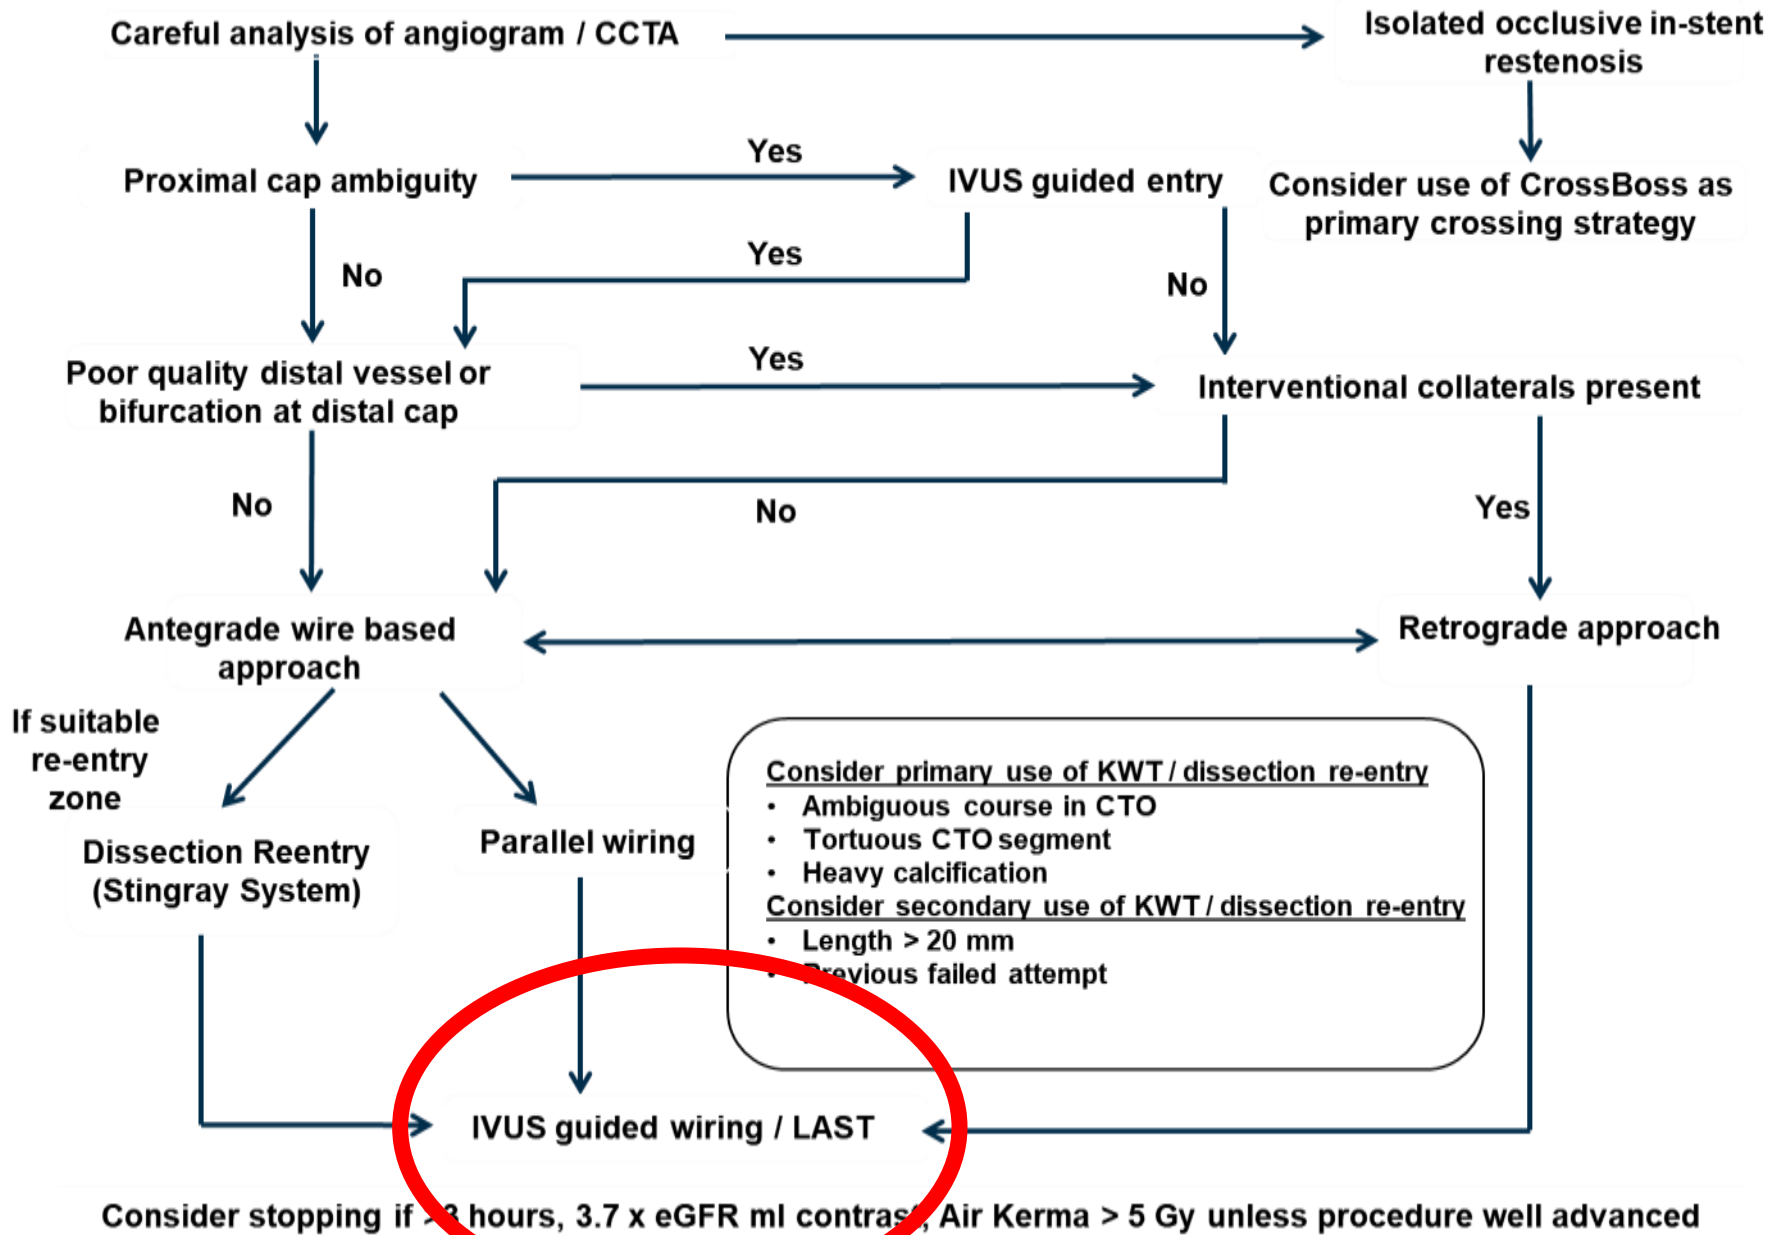 Careful analysis of angiogram / CCTA
Isolated occlusive in-stent
restenosis
Proximal cap ambiguity
Yes
IVUS guided entry
Consider use of CrossBoss as
primary crossing strategy
No
Yes
No
Poor quality distal vessel or
bifurcation at distal cap
Yes
Interventional collaterals present
No
No
Yes
Antegrade wire based
approach
Retrograde approach
If suitable
re-entry
zone
Dissection Reentry
(Stingray System)
Parallel wiring
Consider primary use of KWT / dissection re-entry
• Ambiguous course in CTO
• Tortuous CTO segment
• Heavy calcification
Consider secondary use of KWT / dissection re-entry
• Length > 20 mm
• Previous failed attempt
IVUS guided wiring / LAST
Consider stopping if >3 hours, 3.7 x eGFR ml contrast, Air Kerma > 5 Gy unless procedure well advanced